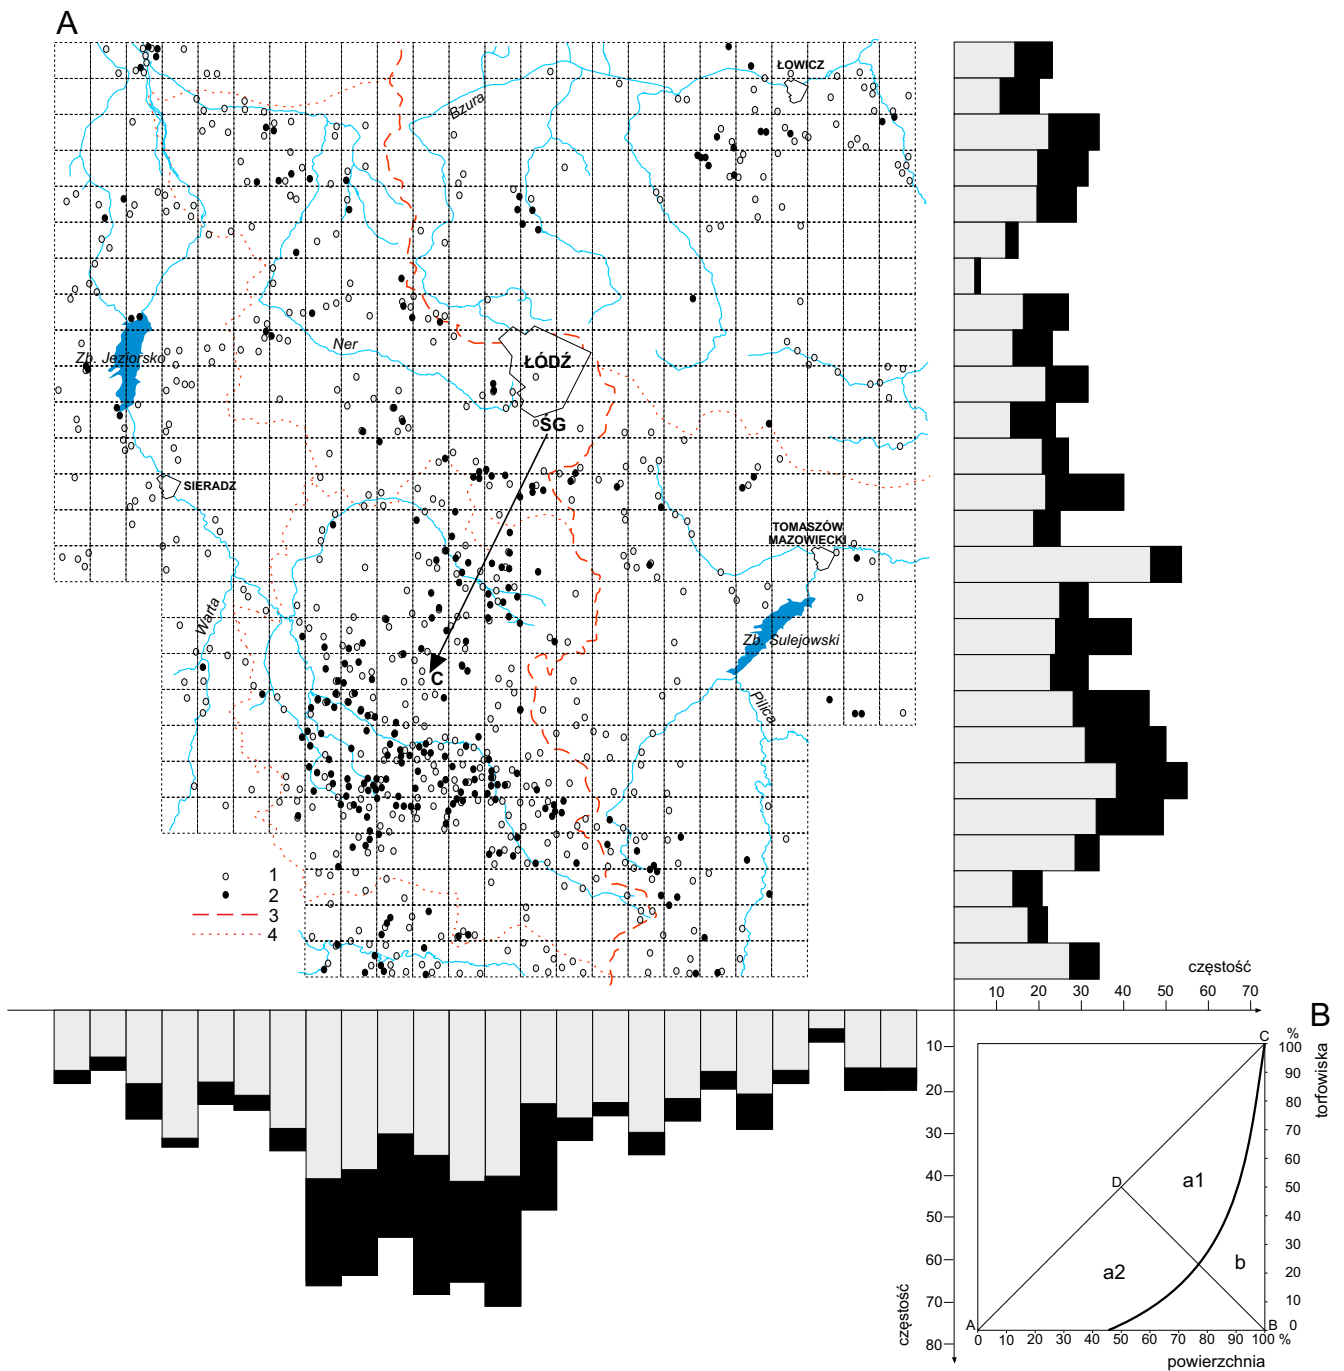 A
ŁOWICZ
Bzura
Zb. Jeziorsko
Ner
ŁÓDŹ
ŚG
SIERADZ
TOMASZÓW
MAZOWIECKI
Warta
Zb. Sulejowski
C
Pilica
1
2
3
4
częstość
10 20 30 40 50 60 70
B
10
20
30
40
50
60
70
80
częstość
C
%
100
90
80
70
60
50
40
30
20
10
0
torfowiska
D
a1
a2
b
A
B
0 10 20 30 40 50 60 70 80 90 100 %
powierzchnia